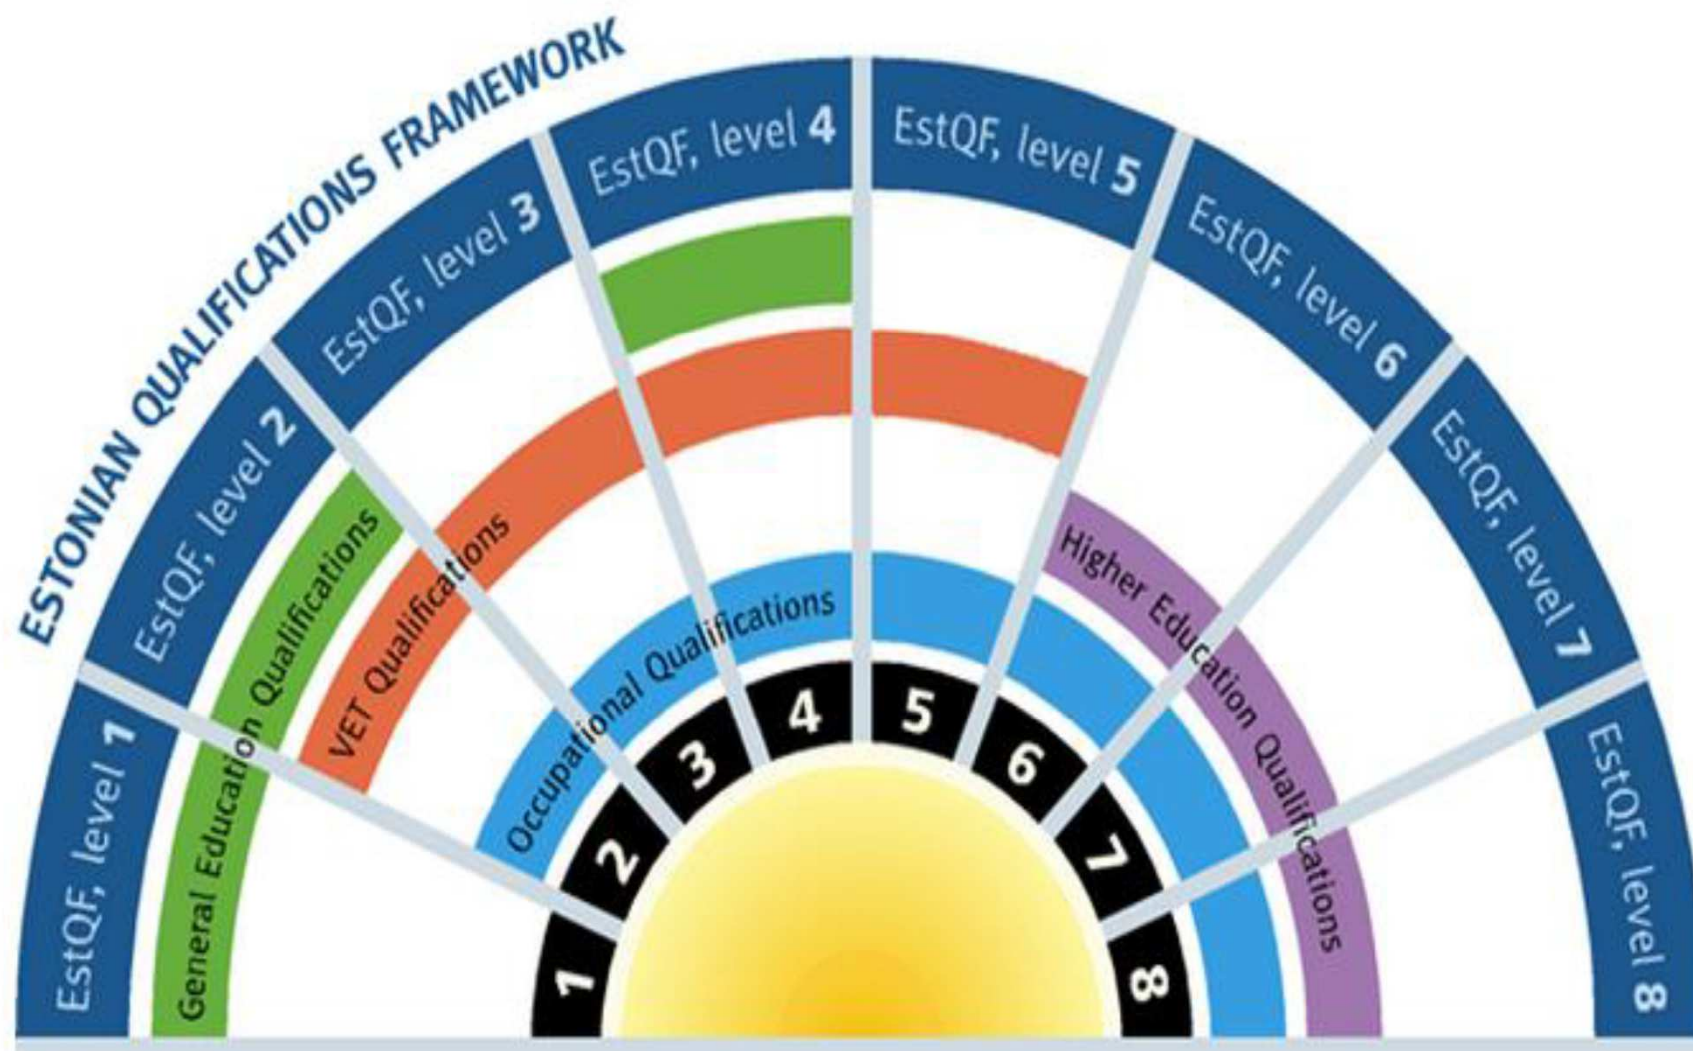 ESTONIAN QUALIFICATIONS FRAMEWORK
EstQF, level 1
EstQF, level 2
EstQF, level 3
EstQF, level 4
EstQF, level 5
EstQF, level 6
EstQF, level 7
EstQF, level 8
General Education Qualifications
VET Qualifications
Occupational Qualifications
Higher Education Qualifications
1
2
3
4
5
6
7
8